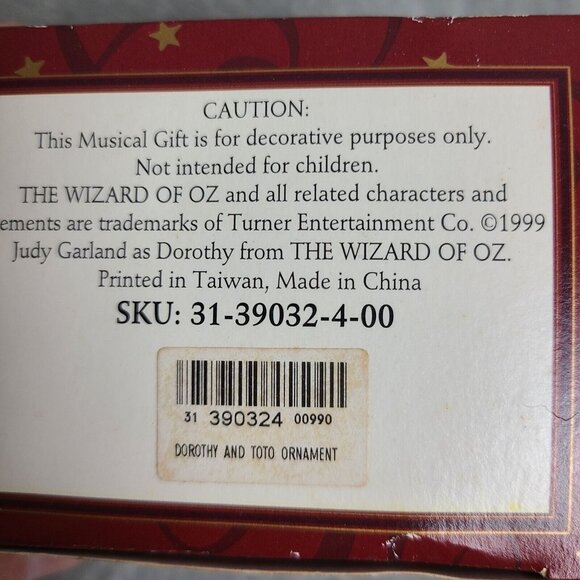 CAUTION:
This Musical Gift is for decorative purposes only.
Not intended for children.
THE WIZARD OF OZ and all related characters and
ements are trademarks of Turner Entertainment Co. ©1999
Judy Garland as Dorothy from THE WIZARD OF OZ.
Printed in Taiwan, Made in China
SKU: 31-39032-4-00
31 390324 00990
DOROTHY AND TOTO ORNAMENT